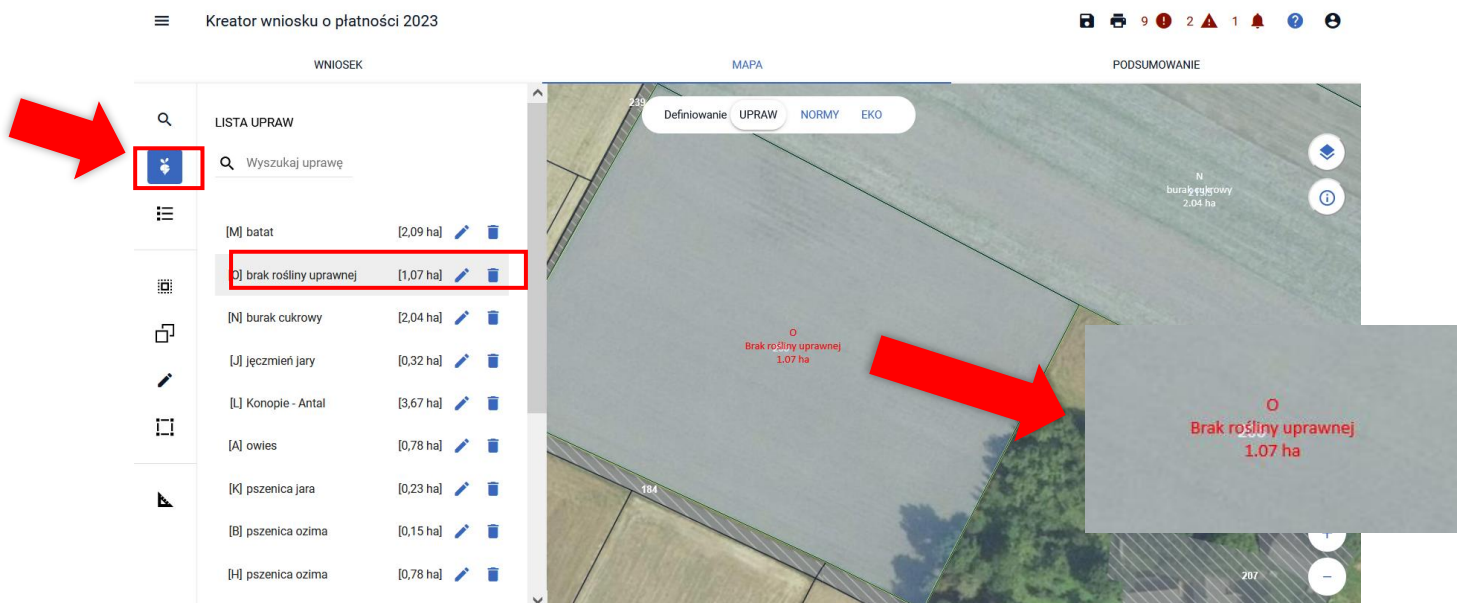 Kreator wniosku o płatności 2023
9 2 1
WNIOSEK MAPA PODSUMOWANIE
LISTA UPRAW
Wyszukaj uprawę
[M] batat [2,09 ha]
[O] brak rośliny uprawnej [1,07 ha]
[N] burak cukrowy [2,04 ha]
[J] jęczmień jary [0,32 ha]
[L] Konopie - Antal [3,67 ha]
[A] owies [0,78 ha]
[K] pszenica jara [0,23 ha]
[B] pszenica ozima [0,15 ha]
[H] pszenica ozima [0,78 ha]
239
Definiowanie UPRAW NORMY EKO
N
burak cukrowy
2.04 ha
O
Brak rośliny uprawnej
1.07 ha
O
Brak rośliny uprawnej
1.07 ha
184
207